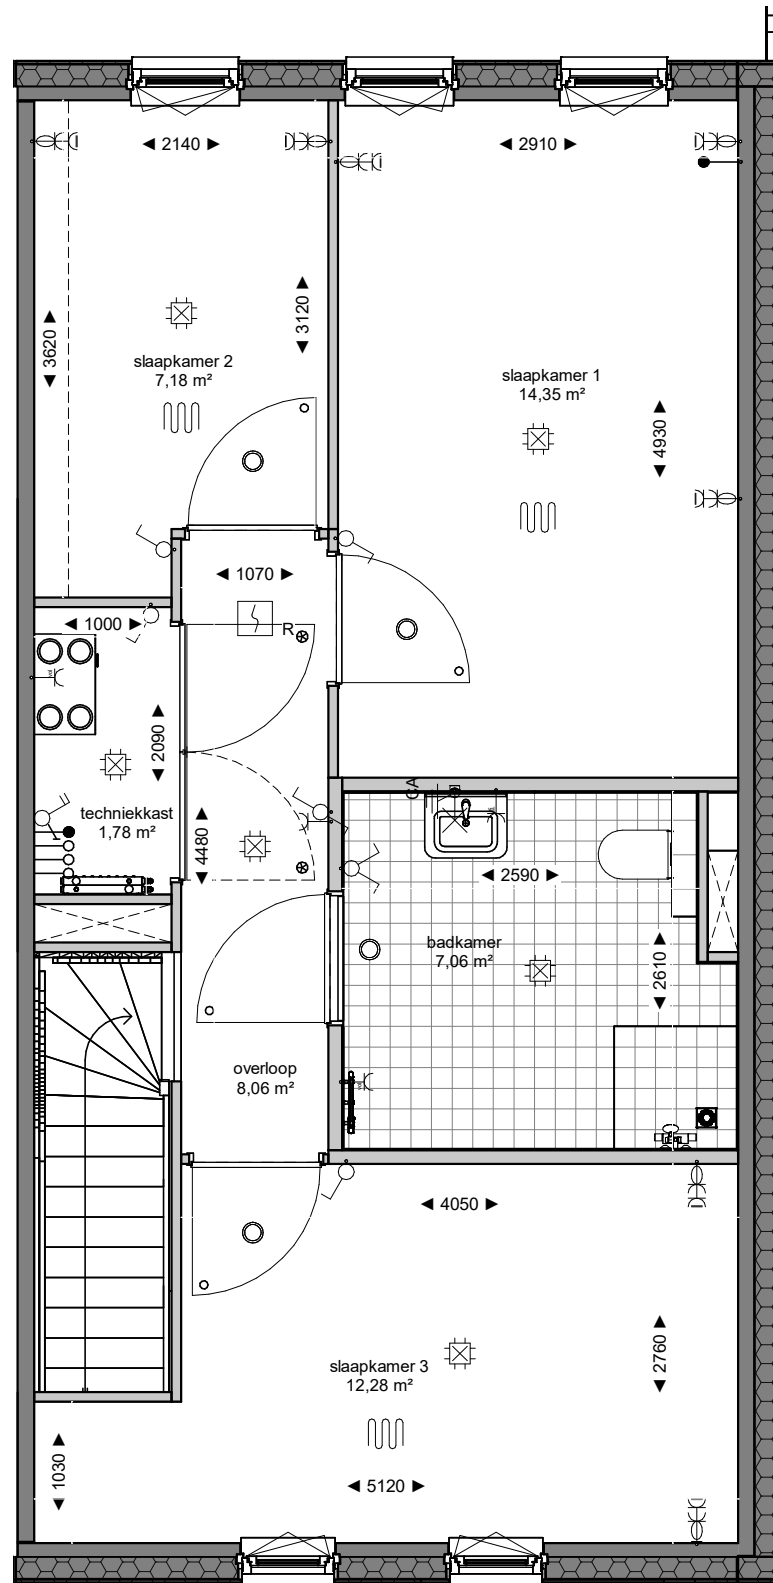 2140
2910
3620
3120
slaapkamer 2
7,18 m²
slaapkamer 1
14,35 m²
4930
1070
1000
R
2090
CA
techniekkast
1,78 m²
4480
2590
badkamer
7,06 m²
2610
overloop
8,06 m²
4050
2760
slaapkamer 3
12,28 m²
1030
5120